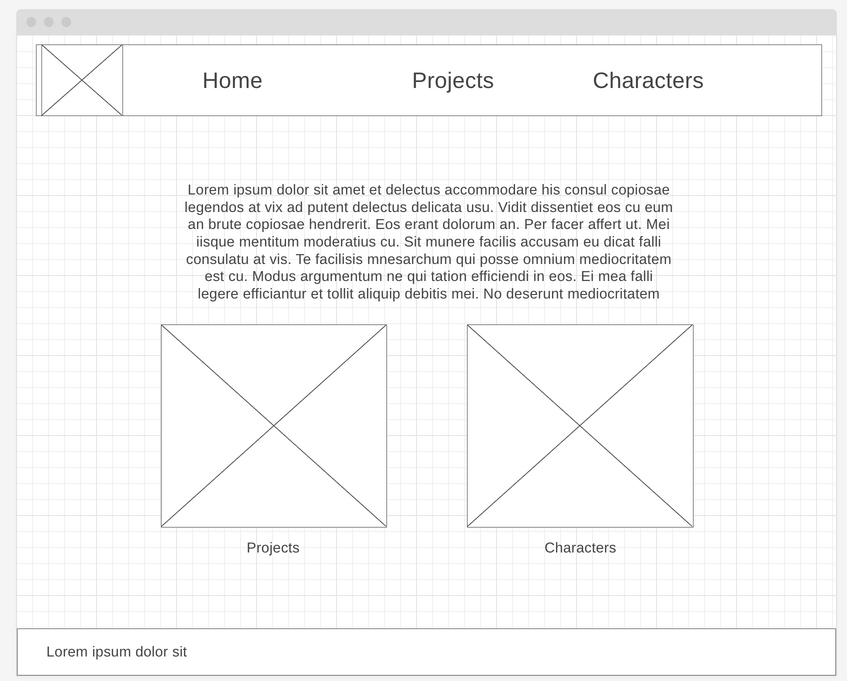 Home Projects Characters
Lorem ipsum dolor sit amet et delectus accommodare his consul copiosae
legendos at vix ad putent delectus delicata usu. Vidit dissentiet eos cu eum
an brute copiosae hendrerit. Eos erant dolorum an. Per facer affert ut. Mei
iisque mentitum moderatius cu. Sit munere facilis accusam eu dicat falli
consulatu at vis. Te facilisis mnesarchum qui posse omnium mediocritatem
est cu. Modus argumentum ne qui tation efficiendi in eos. Ei mea falli
legere efficiantur et tollit aliquip debitis mei. No deserunt mediocritatem
Projects Characters
Lorem ipsum dolor sit